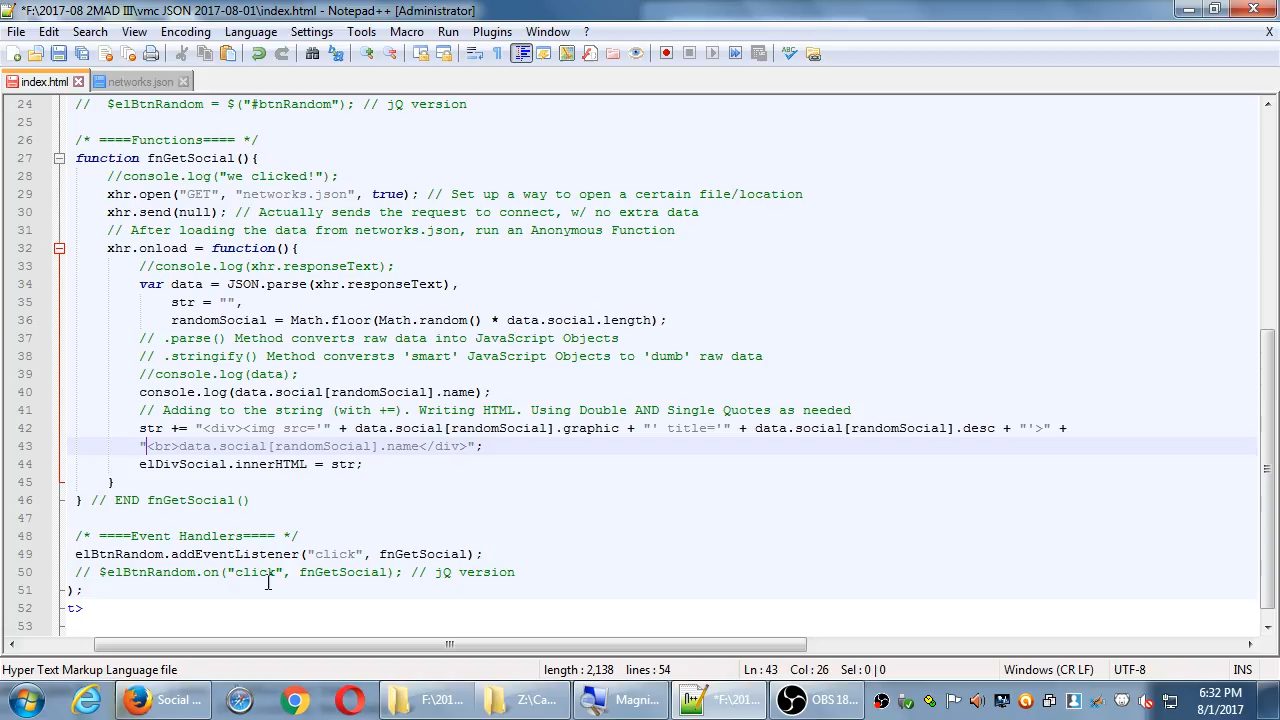 *F:\2017-08 2MAD III\vmc JSON 2017-08-01\index.html - Notepad++ [Administrator]
File Edit Search View Encoding Language Settings Tools Macro Run Plugins Window ? X
index.html networks.json
24 // $elBtnRandom = $("#btnRandom"); // jQ version
25
26 /* ====Functions==== */
27 function fnGetSocial(){
28 //console.log("we clicked!");
29 xhr.open("GET", "networks.json", true); // Set up a way to open a certain file/location
30 xhr.send(null); // Actually sends the request to connect, w/ no extra data
31 // After loading the data from networks.json, run an Anonymous Function
32 xhr.onload = function(){
33 //console.log(xhr.responseText);
34 var data = JSON.parse(xhr.responseText),
35 str = "",
36 randomSocial = Math.floor(Math.random() * data.social.length);
37 // .parse() Method converts raw data into JavaScript Objects
38 // .stringify() Method conversts 'smart' JavaScript Objects to 'dumb' raw data
39 //console.log(data);
40 console.log(data.social[randomSocial].name);
41 // Adding to the string (with +=). Writing HTML. Using Double AND Single Quotes as needed
42 str += "<div><img src='" + data.social[randomSocial].graphic + "' title='" + data.social[randomSocial].desc + "'>" +
43 "<br>data.social[randomSocial].name</div>";
44 elDivSocial.innerHTML = str;
45 }
46 } // END fnGetSocial()
47
48 /* ====Event Handlers==== */
49 elBtnRandom.addEventListener("click", fnGetSocial);
50 // $elBtnRandom.on("click", fnGetSocial); // jQ version
51 );
52 t>
53
Hyper Text Markup Language file length : 2,138 lines : 54 Ln : 43 Col : 26 Sel : 0 | 0 Windows (CR LF) UTF-8 INS
Social ... F:\201... Z:\Ca... Magni... *F:\201... OBS 18... 6:32 PM
8/1/2017